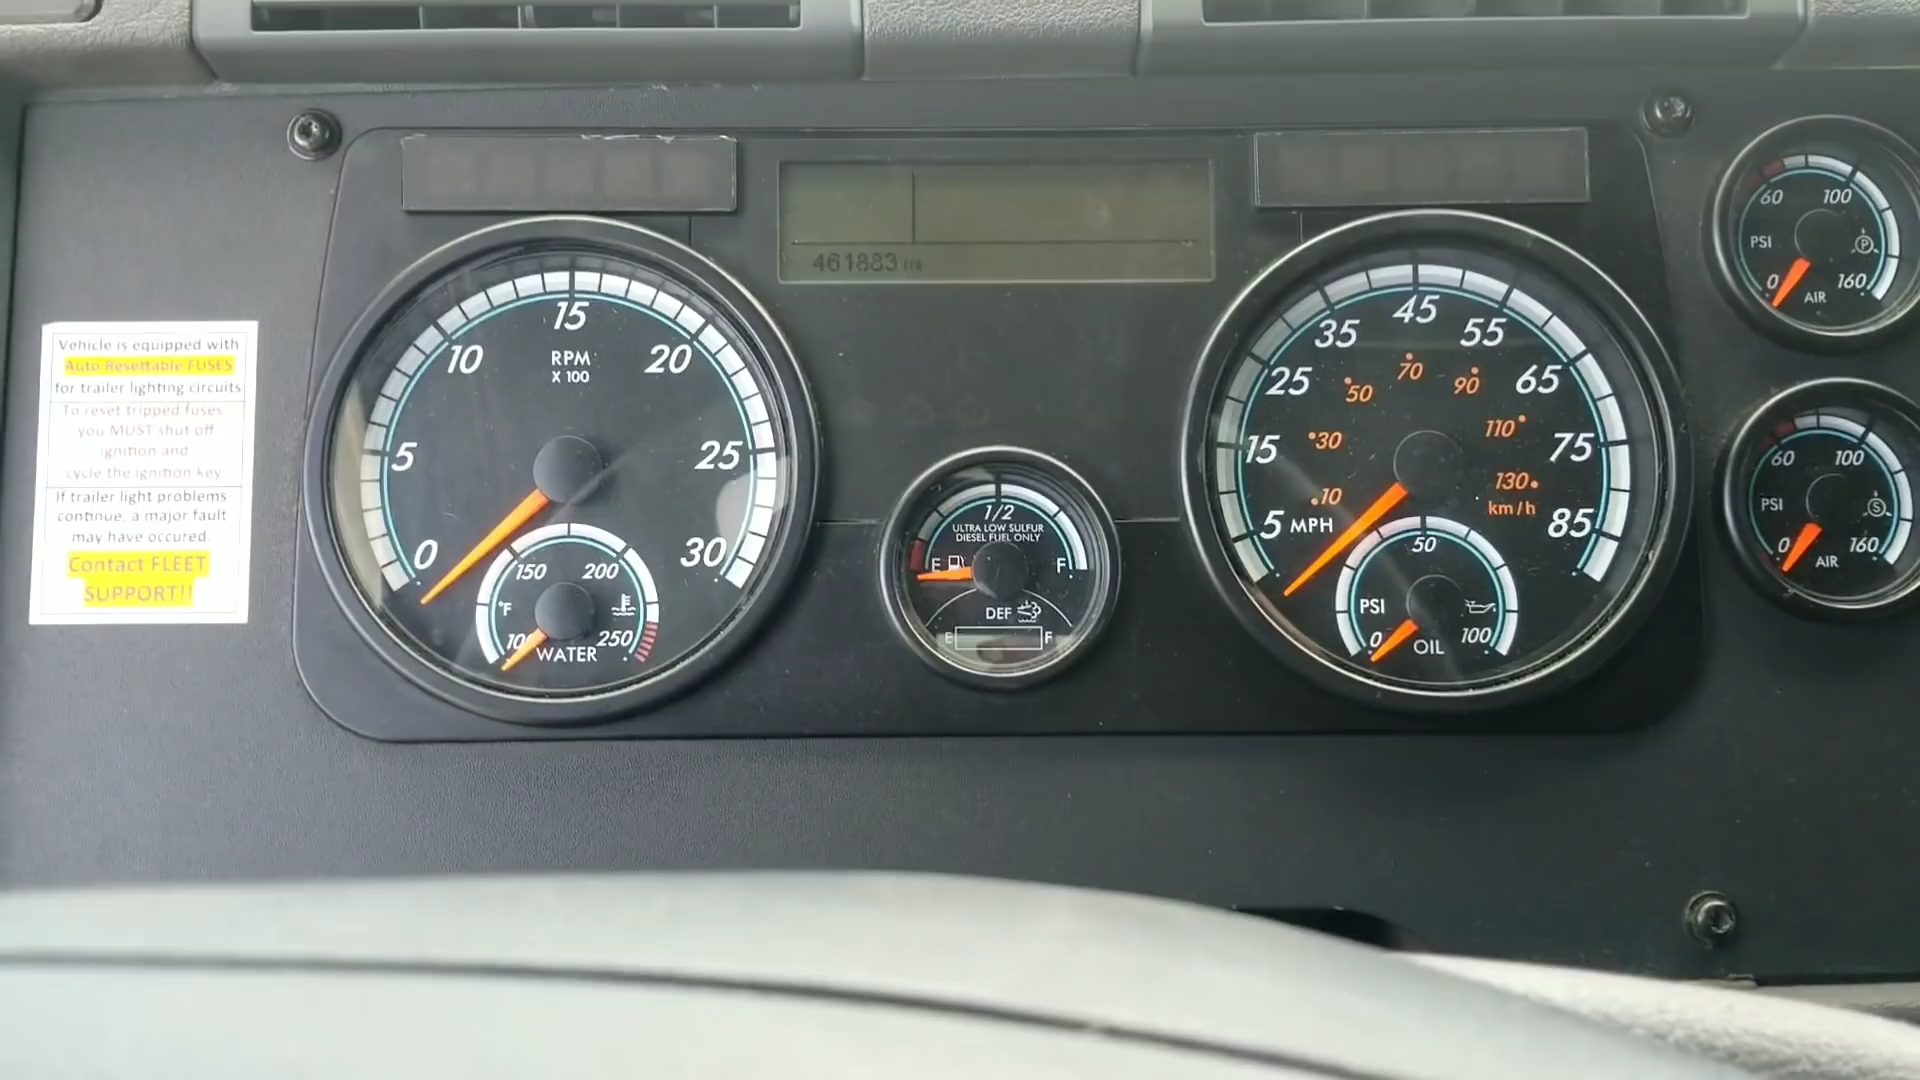 Vehicle is equipped with
Auto Resettable FUSES
for trailer lighting circuits
To reset tripped fuses
you MUST shut off
ignition and
cycle the ignition key
If trailer light problems
continue, a major fault
may have occured.
Contact FLEET
SUPPORT!!
461883
15
10
20
RPM
X 100
5
25
0
30
150
200
°F
100
250
WATER
1/2
ULTRA LOW SULFUR
DIESEL FUEL ONLY
E
F
DEF
E
F
45
35
55
25
65
15
75
5 MPH
85
70
50
90
30
110
10
130
km/h
50
PSI
0
100
OIL
60
100
PSI
P
0
160
AIR
60
100
PSI
S
0
160
AIR